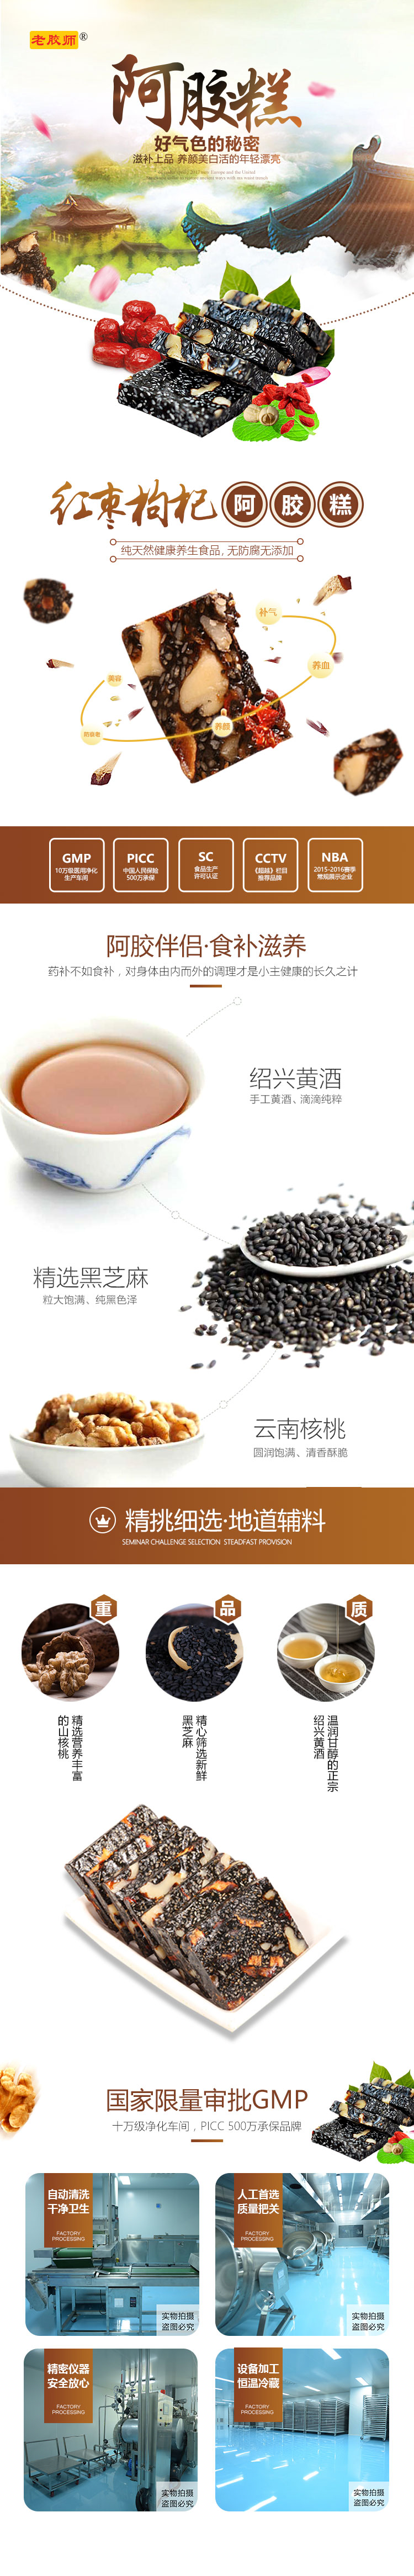 老胶师®
阿胶糕
好气色的秘密
滋补上品 养颜美白活的年轻漂亮
红枣枸杞阿胶糕
纯天然健康养生食品，无防腐无添加
补气
养血
美容
养颜
GMP
10万级医用净化
生产车间
PICC
中国人民保险
500万承保
SC
食品生产
许可认证
CCTV
《超越》栏目
推荐品牌
NBA
2015-2016赛季
常规展示企业
阿胶伴侣·食补滋养
药补不如食补，对身体由内而外的调理才是小主健康的长久之计
绍兴黄酒
手工黄酒、滴滴纯粹
精选黑芝麻
粒大饱满、纯黑色泽
云南核桃
圆润饱满、清香酥脆
精挑细选·地道辅料
SEMINAR CHALLENGE SELECTION STEADFAST PROVISION
重
品
质
精选营养丰富
的山核桃
精心筛选新鲜
黑芝麻
温润甘醇的正宗
绍兴黄酒
国家限量审批GMP
十万级净化车间，PICC 500万承保品牌
自动清洗
干净卫生
FACTORY
PROCESSING
实物拍摄
盗图必究
人工首选
质量把关
FACTORY
PROCESSING
实物拍摄
盗图必究
精密仪器
安全放心
FACTORY
PROCESSING
实物拍摄
盗图必究
设备加工
恒温冷藏
FACTORY
PROCESSING
实物拍摄
盗图必究